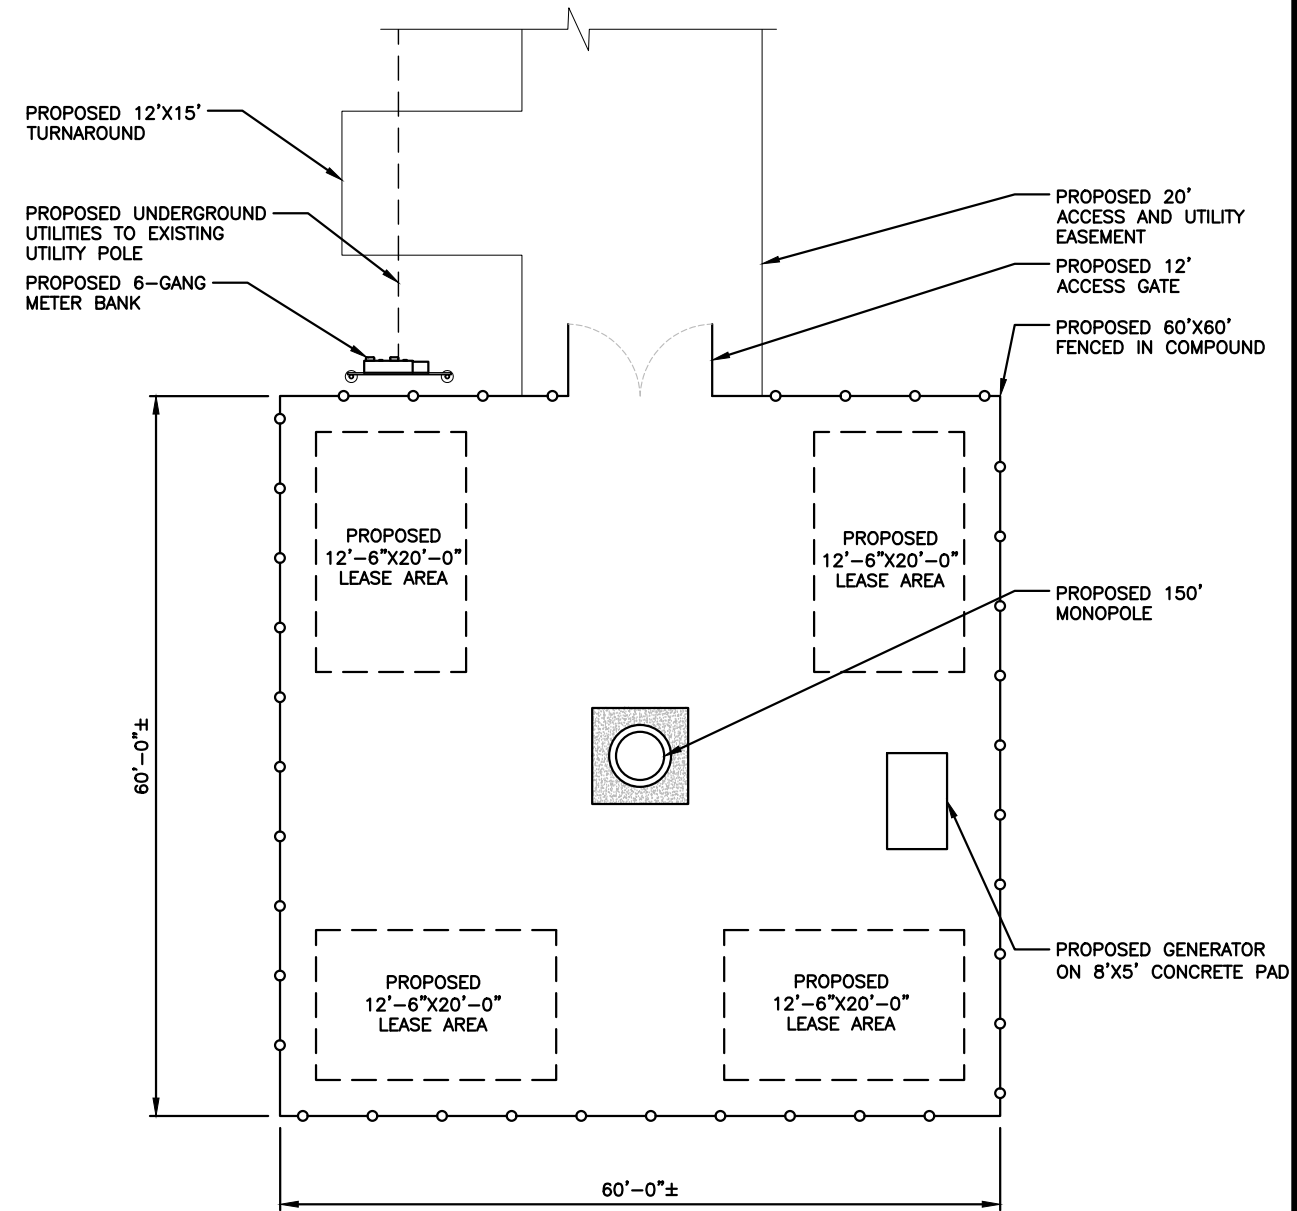 PROPOSED 12'X15'
TURNAROUND
PROPOSED UNDERGROUND
UTILITIES TO EXISTING
UTILITY POLE
PROPOSED 6-GANG
METER BANK
PROPOSED 20'
ACCESS AND UTILITY
EASEMENT
PROPOSED 12'
ACCESS GATE
PROPOSED 60'X60'
FENCED IN COMPOUND
PROPOSED
12'-6"X20'-0"
LEASE AREA
PROPOSED
12'-6"X20'-0"
LEASE AREA
PROPOSED 150'
MONOPOLE
60'-0"±
PROPOSED GENERATOR
ON 8'X5' CONCRETE PAD
PROPOSED
12'-6"X20'-0"
LEASE AREA
PROPOSED
12'-6"X20'-0"
LEASE AREA
60'-0"±